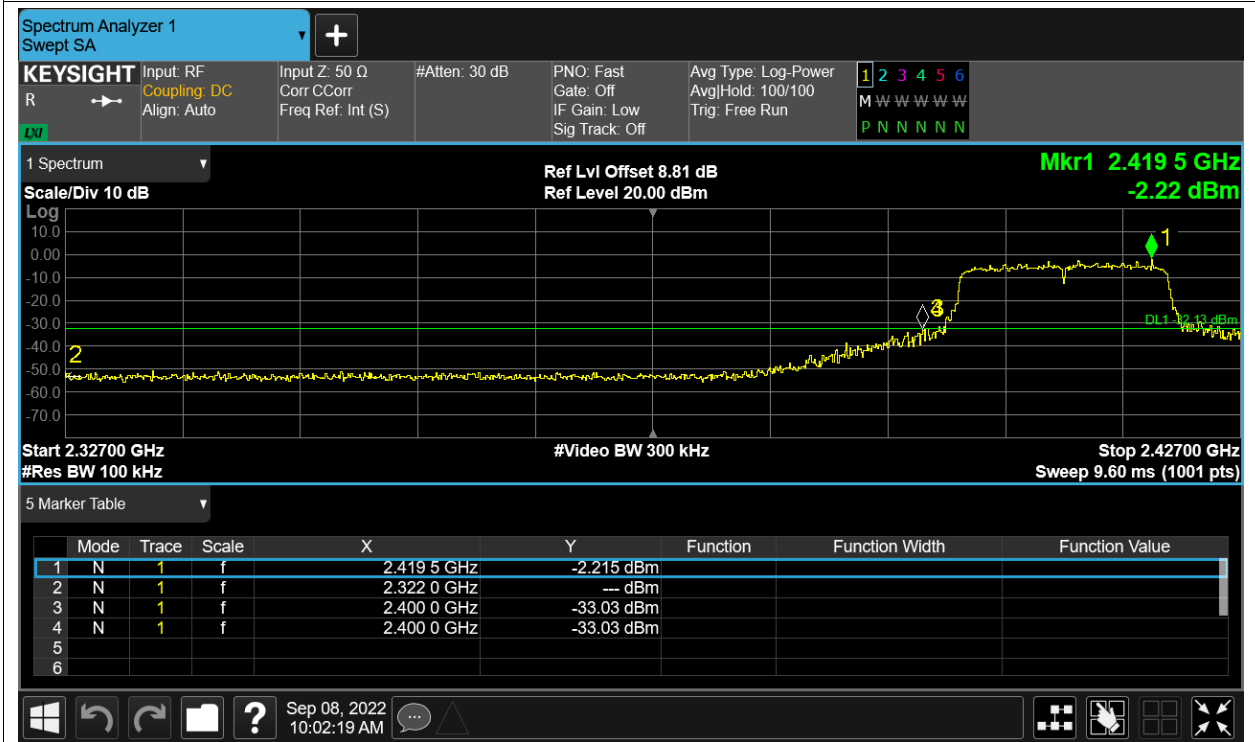 Spectrum Analyzer 1
Swept SA
KEYSIGHT Input: RF Input Z: 50 Ω #Atten: 30 dB PNO: Fast Avg Type: Log-Power 1 2 3 4 5 6
R Coupling: DC Corr CCorr Gate: Off Avg|Hold: 100/100 M W W W W W
Align: Auto Freq Ref: Int (S) IF Gain: Low Trig: Free Run
LXI Sig Track: Off P N N N N N
1 Spectrum Ref Lvl Offset 8.81 dB Mkr1 2.419 5 GHz
Scale/Div 10 dB Ref Level 20.00 dBm -2.22 dBm
Log
10.0
1
0.00
-10.0
-20.0
-30.0
DL1 -32.13 dBm
-40.0
2
-50.0
-60.0
-70.0
Start 2.32700 GHz #Video BW 300 kHz Stop 2.42700 GHz
#Res BW 100 kHz Sweep 9.60 ms (1001 pts)
5 Marker Table
Mode Trace Scale X Y Function Function Width Function Value
1 N 1 f 2.419 5 GHz -2.215 dBm
2 N 1 f 2.322 0 GHz --- dBm
3 N 1 f 2.400 0 GHz -33.03 dBm
4 N 1 f 2.400 0 GHz -33.03 dBm
5
6
? Sep 08, 2022
10:02:19 AM